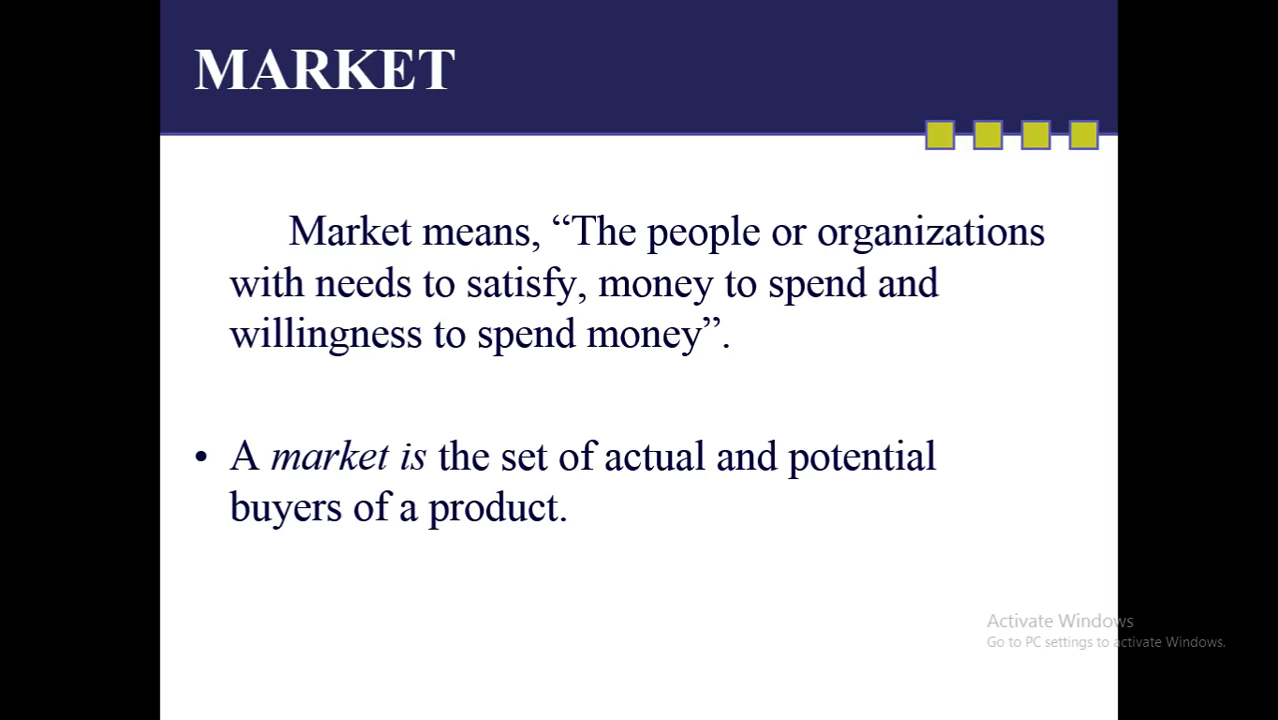 MARKET
Market means, “The people or organizations
with needs to satisfy, money to spend and
willingness to spend money”.
• A market is the set of actual and potential
buyers of a product.
Activate Windows
Go to PC settings to activate Windows.